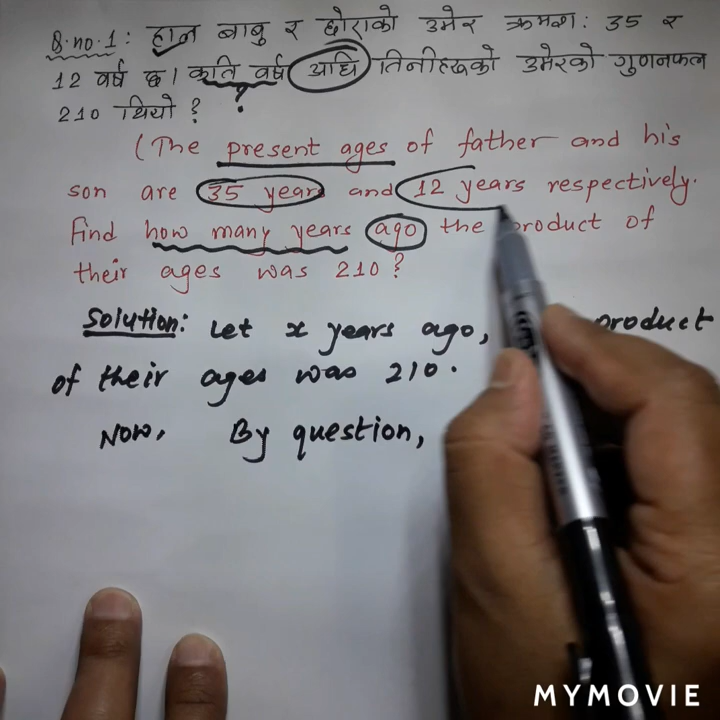 Q.no.1: हाल बाबु र छोराको उमेर क्रमश: 35 र
12 वर्ष छ। कति वर्ष अघि तिनीहरुको उमेरको गुणनफल
210 थियो ?
?
(The present ages of father and his
son are 35 years and 12 years respectively.
Find how many years ago the product of
their ages was 210?
Solution: Let x years ago, product
of their ages was 210.
Now, By question,
MYMOVIE